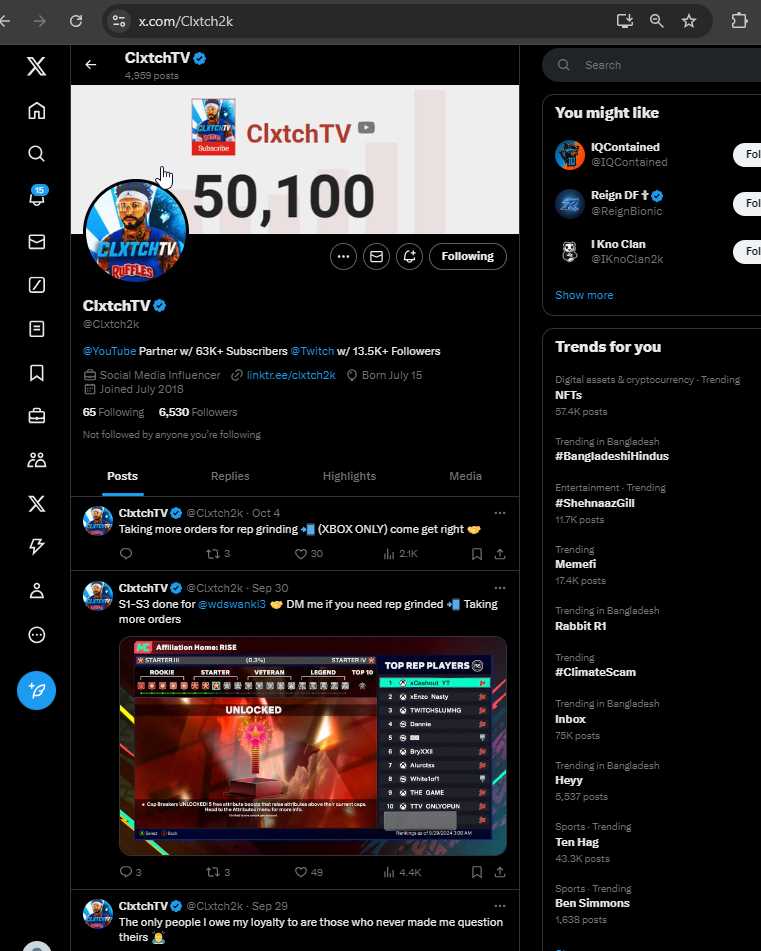 x.com/Clxtch2k
ClxtchTV
4,959 posts
CLXTCHTV
RUFFLES
Subscribe
ClxtchTV
50,100
CLXTCHTV
RUFFLES
Following
ClxtchTV
@Clxtch2k
@YouTube Partner w/ 63K+ Subscribers @Twitch w/ 13.5K+ Followers
Social Media Influencer linktr.ee/clxtch2k Born July 15
Joined July 2018
65 Following 6,530 Followers
Not followed by anyone you're following
Posts Replies Highlights Media
ClxtchTV @Clxtch2k · Oct 4
Taking more orders for rep grinding (XBOX ONLY) come get right
3 30 2.1K
ClxtchTV @Clxtch2k · Sep 30
S1-S3 done for @wdswanki3 DM me if you need rep grinded Taking
more orders
Affiliation Home: RISE
STARTER III (0.3%) STARTER IV
ROOKIE STARTER VETERAN LEGEND TOP 10
UNLOCKED
Cap Breakers UNLOCKED! 5 free attribute boosts that raise attributes above their current caps.
Head to the Attributes menu for more info.
Select Back
TOP REP PLAYERS
1 xCashout YT
2 xEnzo Nasty
3 TWITCHSLUMHG
4 Dannie
5
6 BryXXII
7 Aiurctss
8 White1of1
9 THE GAME
10 TTV ONLYOPUN
Rankings as of 9/29/2024 3:00 AM
3 3 49 4.4K
ClxtchTV @Clxtch2k · Sep 29
The only people I owe my loyalty to are those who never made me question
theirs
15
Search
You might like
IQContained
@IQContained
Fol
Reign DF
@ReignBionic
Fol
I Kno Clan
@IKnoClan2k
Fol
Show more
Trends for you
Digital assets & cryptocurrency · Trending
NFTs
57.4K posts
Trending in Bangladesh
#BangladeshiHindus
Entertainment · Trending
#ShehnaazGill
11.7K posts
Trending
Memefi
17.4K posts
Trending in Bangladesh
Rabbit R1
Trending
#ClimateScam
Trending in Bangladesh
Inbox
75K posts
Trending in Bangladesh
Heyy
5,537 posts
Sports · Trending
Ten Hag
43.3K posts
Sports · Trending
Ben Simmons
1,638 posts